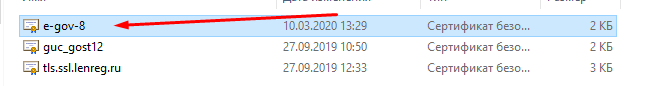 e-gov-8 10.03.2020 13:29 Сертификат безо... 2 КБ
guc_gost12 27.09.2019 10:50 Сертификат безо... 2 КБ
tls.ssl.lenreg.ru 27.09.2019 12:33 Сертификат безо... 3 КБ